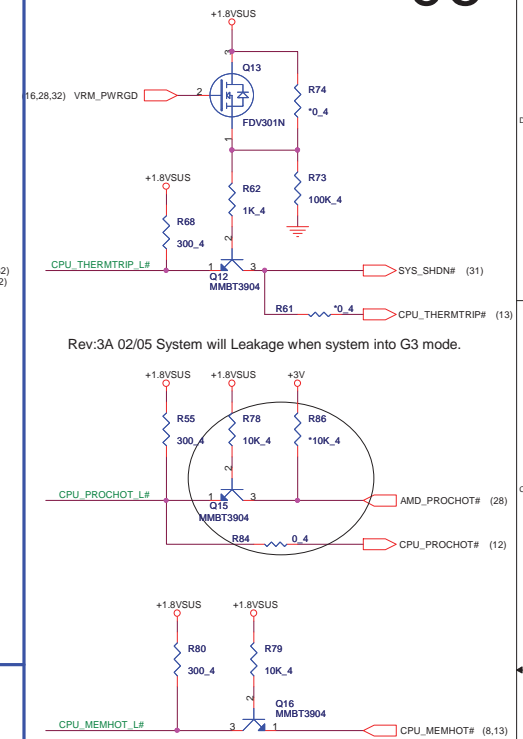 +1.8VSUS
3
Q13
(16,28,32) VRM_PWRGD
2
R74
*0_4
FDV301N
1
+1.8VSUS
R62
1K_4
R73
100K_4
R68
300_4
2
CPU_THERMTRIP_L#
1
3
Q12
MMBT3904
SYS_SHDN# (31)
R61
*0_4
CPU_THERMTRIP# (13)
Rev:3A 02/05 System will Leakage when system into G3 mode.
+1.8VSUS
+1.8VSUS
+3V
R55
300_4
R78
10K_4
R86
*10K_4
2
CPU_PROCHOT_L#
1
3
Q15
MMBT3904
AMD_PROCHOT# (28)
R84
0_4
CPU_PROCHOT# (12)
+1.8VSUS
+1.8VSUS
R80
300_4
R79
10K_4
2
Q16
MMBT3904
CPU_MEMHOT_L#
3
1
CPU_MEMHOT# (8,13)